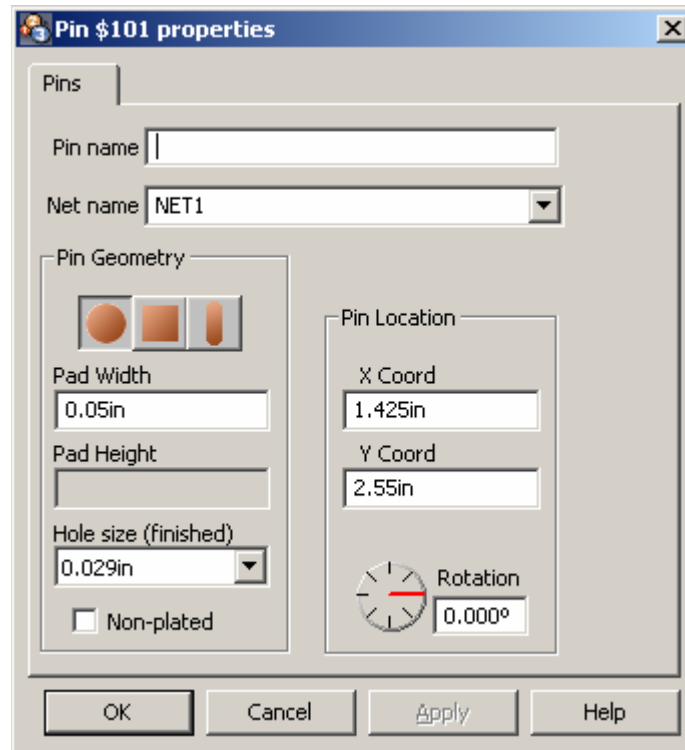 Pin $101 properties
Pins
Pin name
Net name NET1
Pin Geometry
Pad Width
0.05in
Pad Height
Hole size (finished)
0.029in
Non-plated
Pin Location
X Coord
1.425in
Y Coord
2.55in
Rotation
0.000º
OK Cancel Apply Help